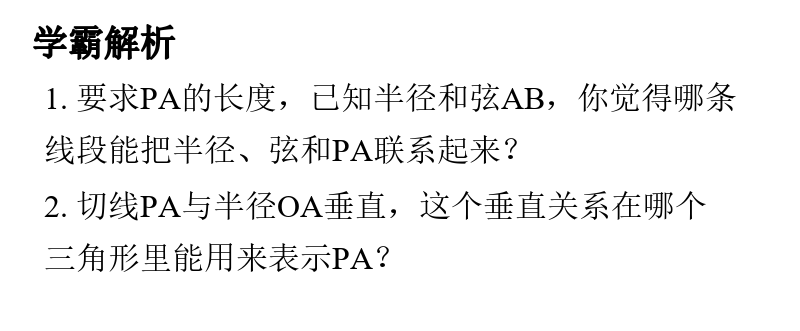 学霸解析
1. 要求PA的长度，已知半径和弦AB，你觉得哪条
线段能把半径、弦和PA联系起来？
2. 切线PA与半径OA垂直，这个垂直关系在哪个
三角形里能用来表示PA？